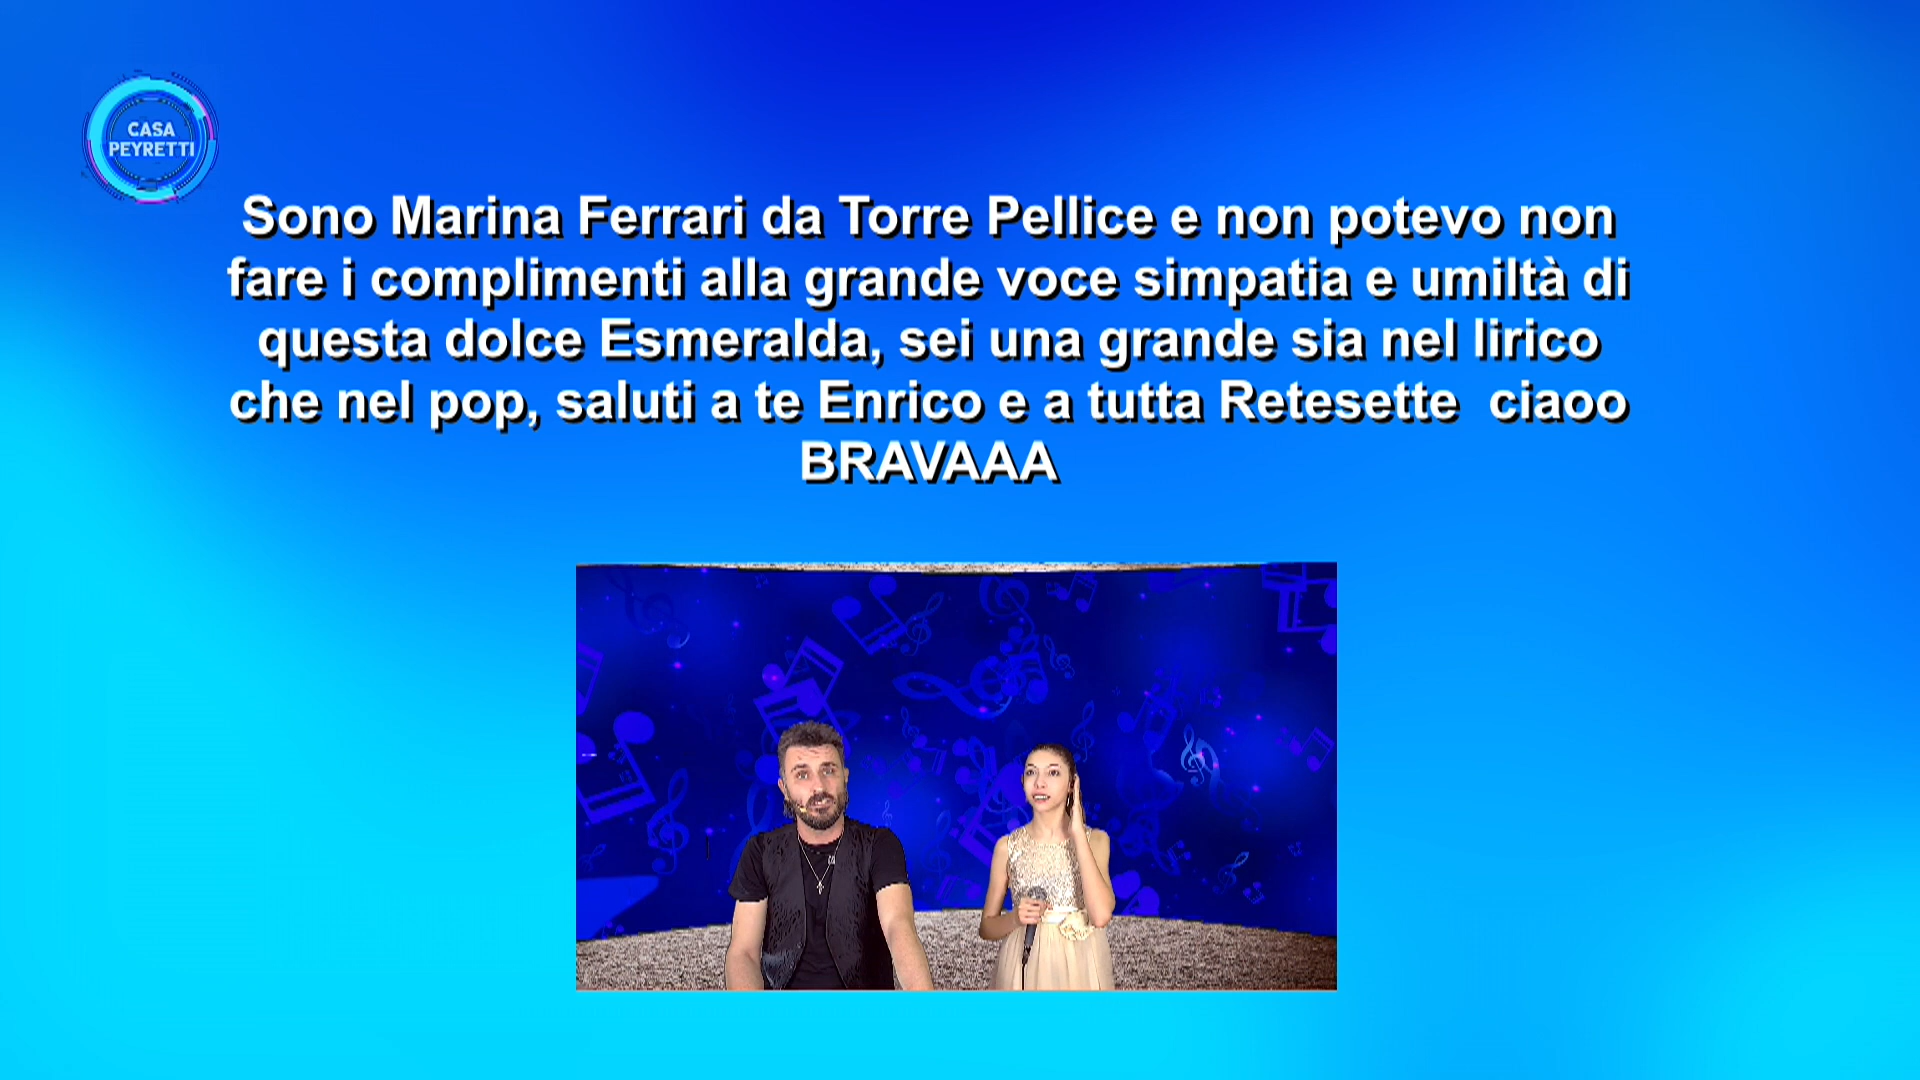 CASA
PEYRETTI
Sono Marina Ferrari da Torre Pellice e non potevo non
fare i complimenti alla grande voce simpatia e umiltà di
questa dolce Esmeralda, sei una grande sia nel lirico
che nel pop, saluti a te Enrico e a tutta Retesette  ciaoo
BRAVAAA